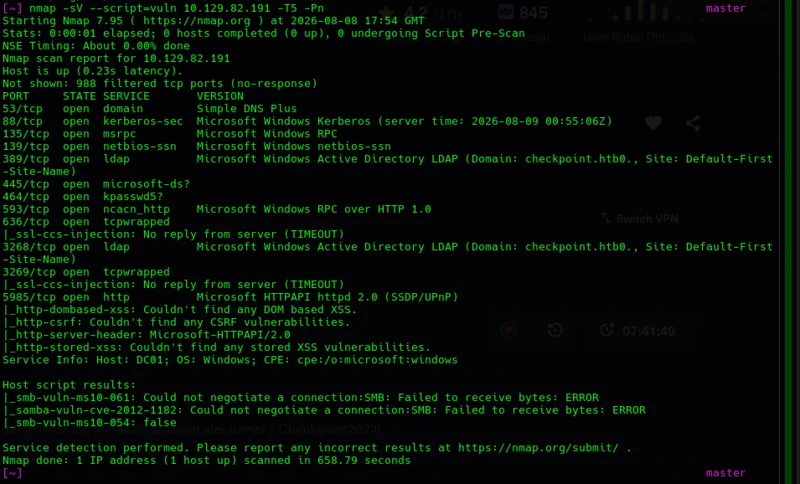 [~] nmap -sV --script=vuln 10.129.82.191 -T5 -Pn master
Starting Nmap 7.95 ( https://nmap.org ) at 2026-08-08 17:54 GMT
Stats: 0:00:01 elapsed; 0 hosts completed (0 up), 0 undergoing Script Pre-Scan
NSE Timing: About 0.00% done
Nmap scan report for 10.129.82.191
Host is up (0.23s latency).
Not shown: 988 filtered tcp ports (no-response)
PORT     STATE SERVICE       VERSION
53/tcp   open  domain        Simple DNS Plus
88/tcp   open  kerberos-sec  Microsoft Windows Kerberos (server time: 2026-08-09 00:55:06Z)
135/tcp  open  msrpc         Microsoft Windows RPC
139/tcp  open  netbios-ssn   Microsoft Windows netbios-ssn
389/tcp  open  ldap          Microsoft Windows Active Directory LDAP (Domain: checkpoint.htb0., Site: Default-First
-Site-Name)
445/tcp  open  microsoft-ds?
464/tcp  open  kpasswd5?
593/tcp  open  ncacn_http    Microsoft Windows RPC over HTTP 1.0
636/tcp  open  tcpwrapped
|_ssl-ccs-injection: No reply from server (TIMEOUT)
3268/tcp open  ldap          Microsoft Windows Active Directory LDAP (Domain: checkpoint.htb0., Site: Default-First
-Site-Name)
3269/tcp open  tcpwrapped
|_ssl-ccs-injection: No reply from server (TIMEOUT)
5985/tcp open  http          Microsoft HTTPAPI httpd 2.0 (SSDP/UPnP)
|_http-dombased-xss: Couldn't find any DOM based XSS.
|_http-csrf: Couldn't find any CSRF vulnerabilities.
|_http-server-header: Microsoft-HTTPAPI/2.0
|_http-stored-xss: Couldn't find any stored XSS vulnerabilities.
Service Info: Host: DC01; OS: Windows; CPE: cpe:/o:microsoft:windows
Host script results:
|_smb-vuln-ms10-061: Could not negotiate a connection:SMB: Failed to receive bytes: ERROR
|_samba-vuln-cve-2012-1182: Could not negotiate a connection:SMB: Failed to receive bytes: ERROR
|_smb-vuln-ms10-054: false
Service detection performed. Please report any incorrect results at https://nmap.org/submit/ .
Nmap done: 1 IP address (1 host up) scanned in 658.79 seconds
[~] master
4.2 (271)
845
User Rated Difficulty
Switch VPN
07:41:49